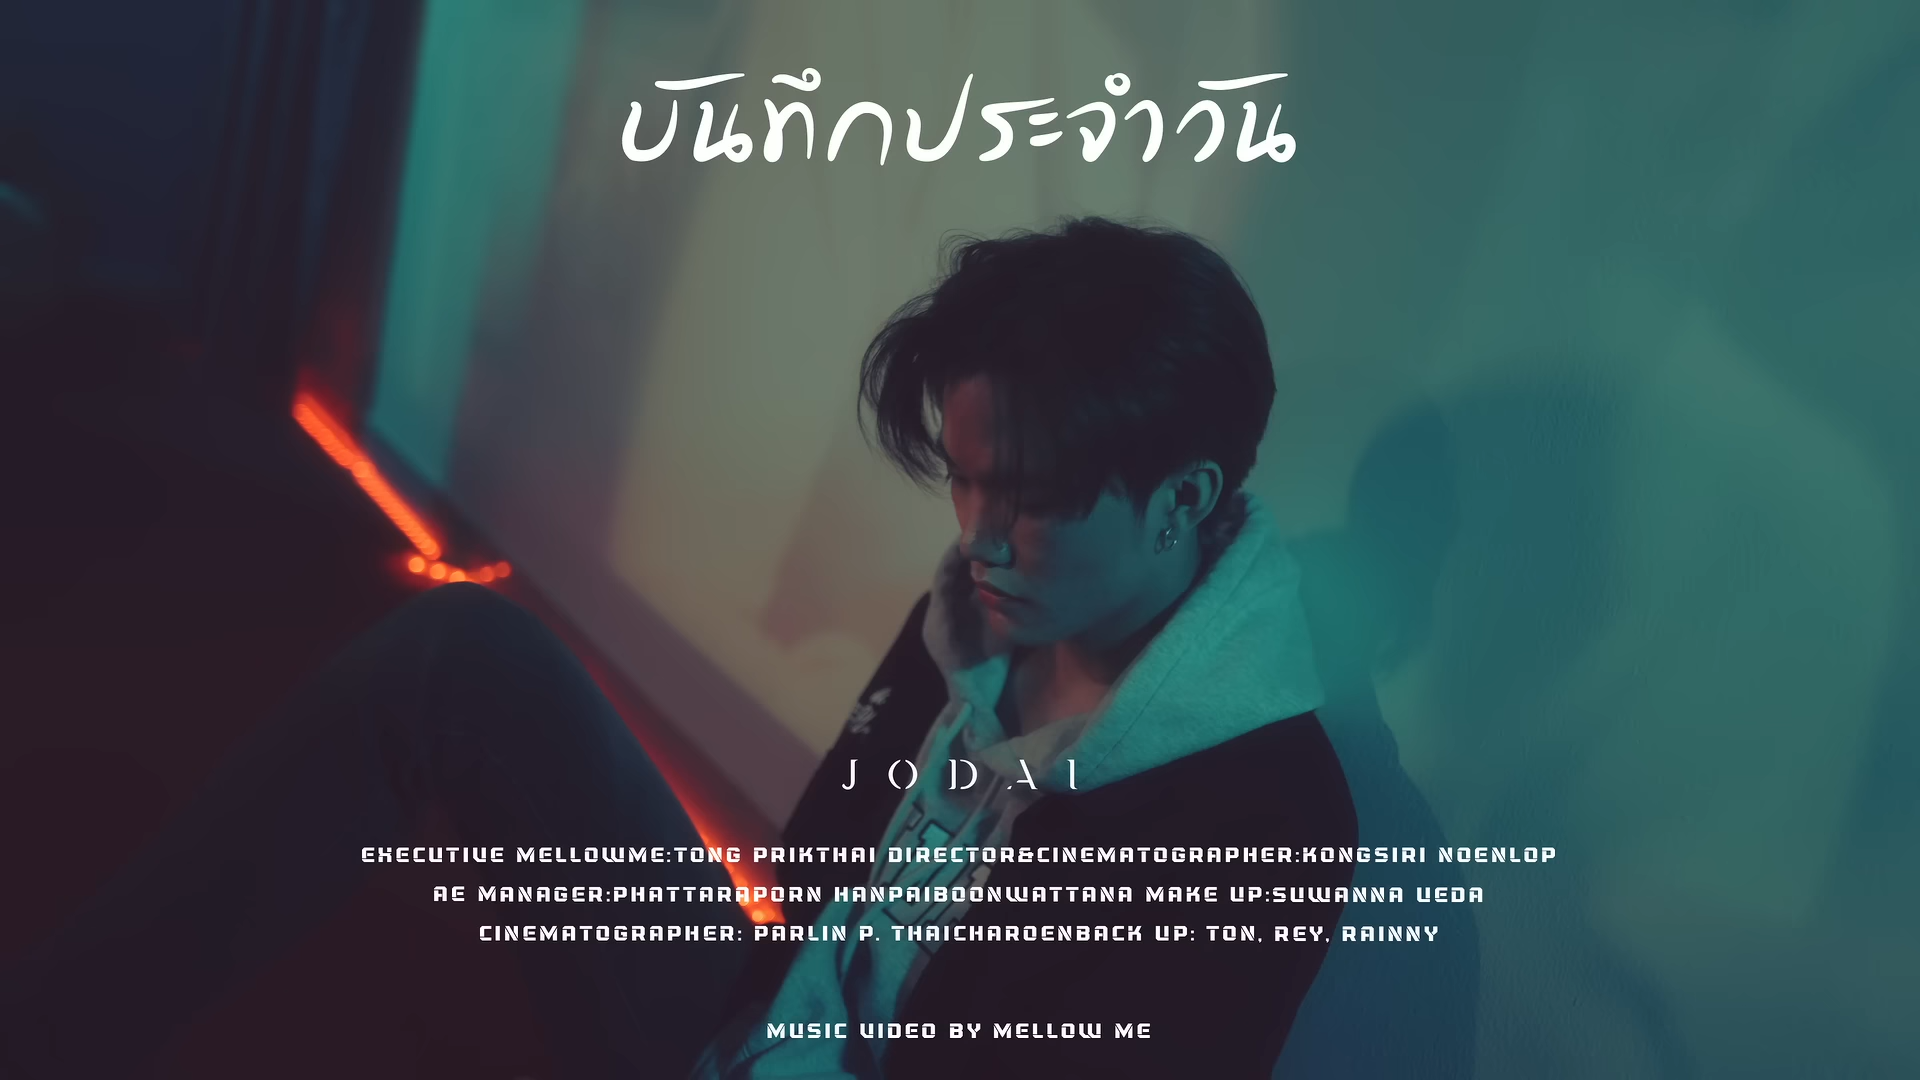 บันทึกประจำวัน
JODAI
EXECUTIVE MELLOWME:TONG PRIKTHAI DIRECTOR&CINEMATOGRAPHER:KONGSIRI NOENLOP
AE MANAGER:PHATTARAPORN HANPAIBOONWATTANA MAKE UP:SUWANNA UEDA
CINEMATOGRAPHER: PARLIN P. THAICHAROENBACK UP: TON, REY, RAINNY
MUSIC VIDEO BY MELLOW ME